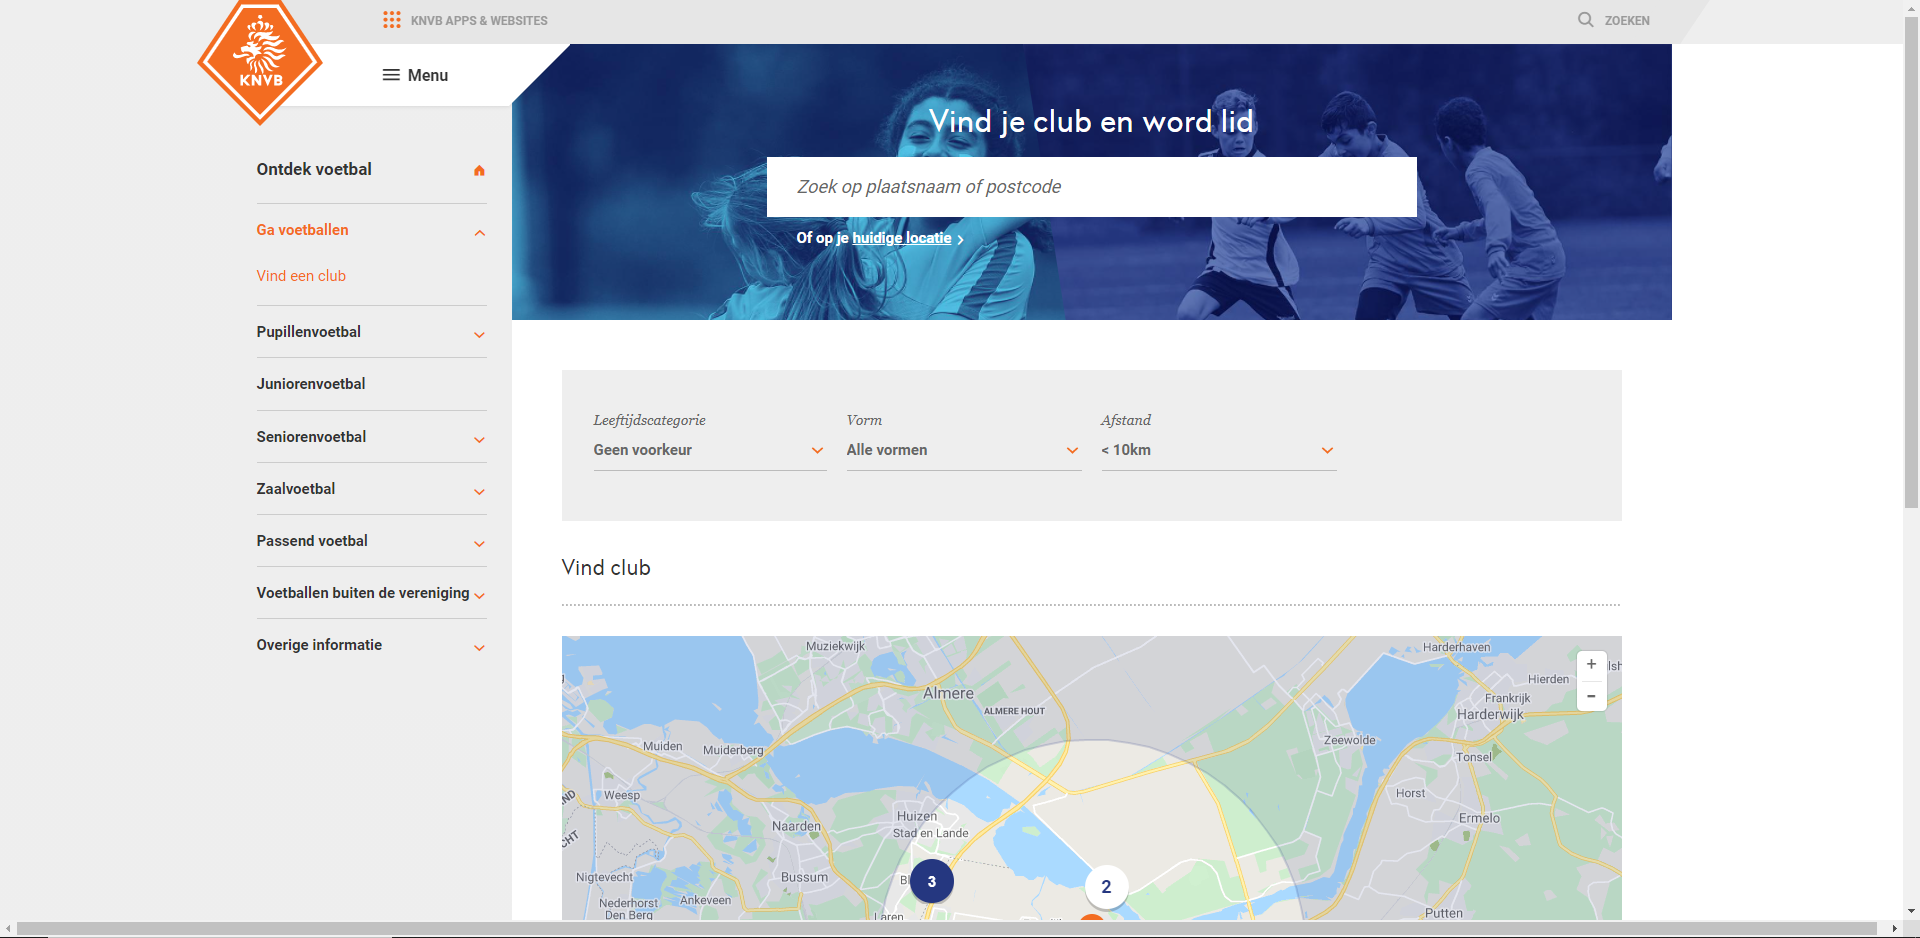 KNVB APPS & WEBSITES
ZOEKEN
KNVB
Menu
Ontdek voetbal
Ga voetballen
Vind een club
Pupillenvoetbal
Juniorenvoetbal
Seniorenvoetbal
Zaalvoetbal
Passend voetbal
Voetballen buiten de vereniging
Overige informatie
Vind je club en word lid
Zoek op plaatsnaam of postcode
Of op je huidige locatie
Leeftijdscategorie
Vorm
Afstand
Geen voorkeur
Alle vormen
< 10km
Vind club
Muziekwijk
Harderhaven
Hierden
Almere
Frankrijk
ALMERE HOUT
Harderwijk
Muiden
Muiderberg
Zeewolde
Tonsel
Weesp
Horst
Huizen
Ermelo
Naarden
Stad en Lande
Nigtevecht
Bussum
3
2
Ankeveen
Nederhorst
Den Berg
Laren
Putten
+
-